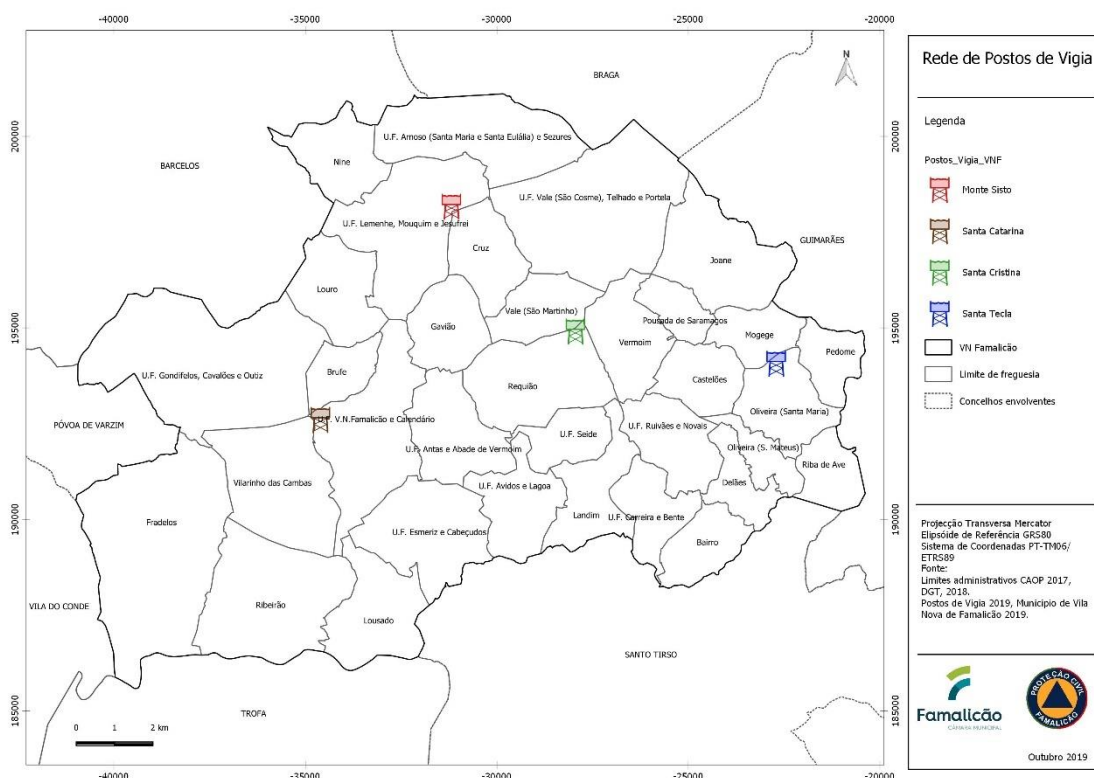 -40000
-35000
-30000
-25000
-20000
N
BRAGA
BARCELOS
GUIMARÃES
PÓVOA DE VARZIM
VILA DO CONDE
TROFA
SANTO TIRSO
200000
195000
190000
185000
200000
195000
190000
185000
U.F. Arnoso (Santa Maria e Santa Eulália) e Sezures
Nine
U.F. Vale (São Cosme), Telhado e Portela
U.F. Lemenhe, Mouquim e Jesufrei
Cruz
Joane
Louro
Gavião
Vale (São Martinho)
Pousada de Saramagos
Mogege
Vermoim
Pedome
U.F. Gondifelos, Cavalões e Outiz
Brufe
Requião
Castelões
V.N.Famalicão e Calendário
Oliveira (Santa Maria)
U.F. Ruivães e Novais
U.F. Seide
U.F. Antas e Abade de Vermoim
Oliveira (S. Mateus)
Riba de Ave
Vilarinho das Cambas
U.F. Avidos e Lagoa
Delães
Fradelos
Landim
U.F. Carreira e Bente
U.F. Esmeriz e Cabeçudos
Bairro
Ribeirão
Lousado
0 1 2 km
-40000
-35000
-30000
-25000
-20000
Rede de Postos de Vigia
Legenda
Postos_Vigia_VNF
Monte Sisto
Santa Catarina
Santa Cristina
Santa Tecla
VN Famalicão
Limite de freguesia
Concelhos envolventes
Projecção Transversa Mercator
Elipsóide de Referência GRS80
Sistema de Coordenadas PT-TM06/
ETRS89
Fonte:
Limites administrativos CAOP 2017,
DGT, 2018.
Postos de Vigia 2019, Município de Vila
Nova de Famalicão 2019.
Famalicão
CÂMARA MUNICIPAL
PROTEÇÃO CIVIL
FAMALICÃO
Outubro 2019